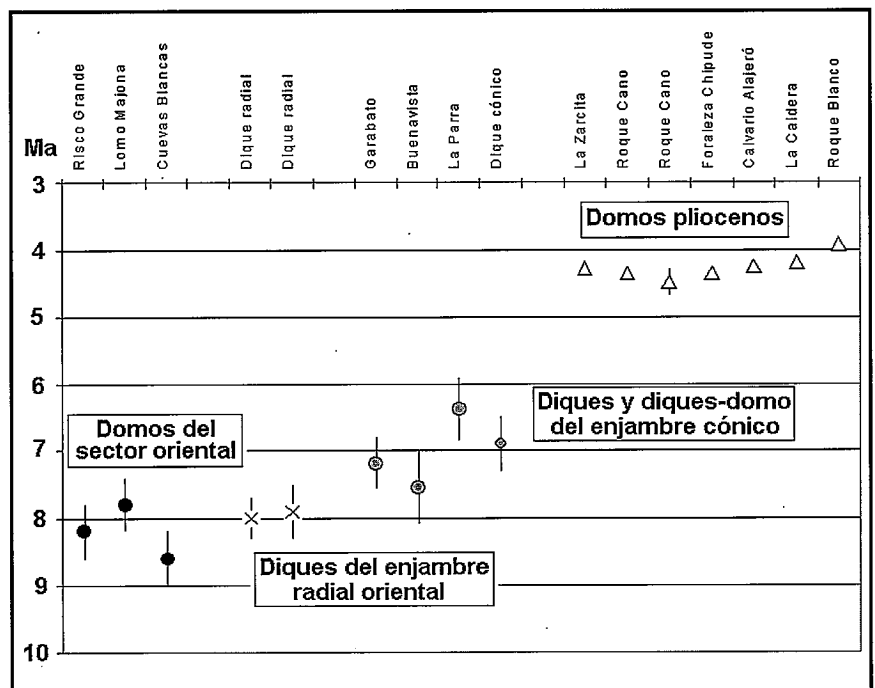 Risco Grande
Lomo Majona
Cuevas Blancas
Dique radial
Dique radial
Garabato
Buenavista
La Parra
Dique cónico
La Zarcita
Roque Cano
Roque Cano
Foraleza Chipude
Calvario Alajeró
La Caldera
Roque Blanco
Ma
3
4
5
6
7
8
9
10
Domos pliocenos
Diques y diques-domo
del enjambre cónico
Domos del
sector oriental
Diques del enjambre
radial oriental